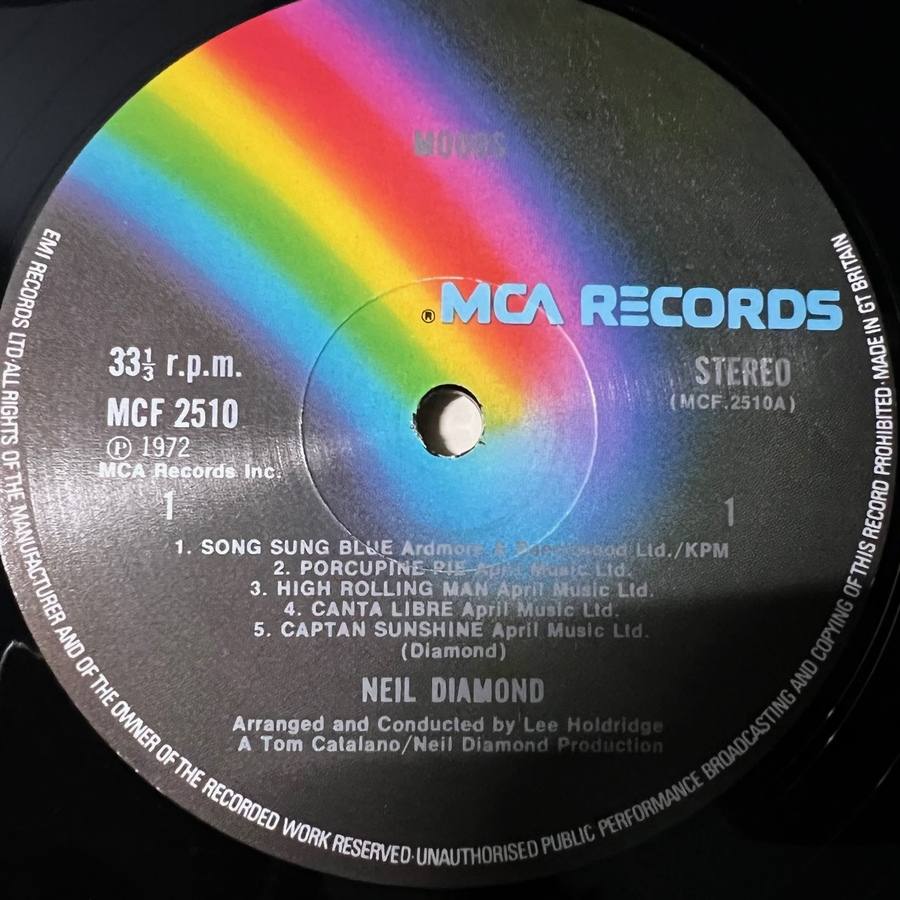 MOODS
® MCA RECORDS
33⅓ r.p.m.
STEREO
MCF 2510
(MCF.2510A)
Ⓟ 1972
MCA Records Inc.
1
1
1. SONG SUNG BLUE Ardmore & Ltd./KPM
2. PORCUPINE PIE April Music Ltd.
3. HIGH ROLLING MAN April Music Ltd.
4. CANTA LIBRE April Music Ltd.
5. CAPTAN SUNSHINE April Music Ltd.
(Diamond)
NEIL DIAMOND
Arranged and Conducted by Lee Holdridge
A Tom Catalano/Neil Diamond Production
EMI RECORDS LTD·ALL RIGHTS OF THE MANUFACTURER AND OF THE OWNER OF THE RECORDED WORK RESERVED·UNAUTHORISED PUBLIC PERFORMANCE BROADCASTING AND COPYING OF THIS RECORD PROHIBITED·MADE IN GT BRITAIN